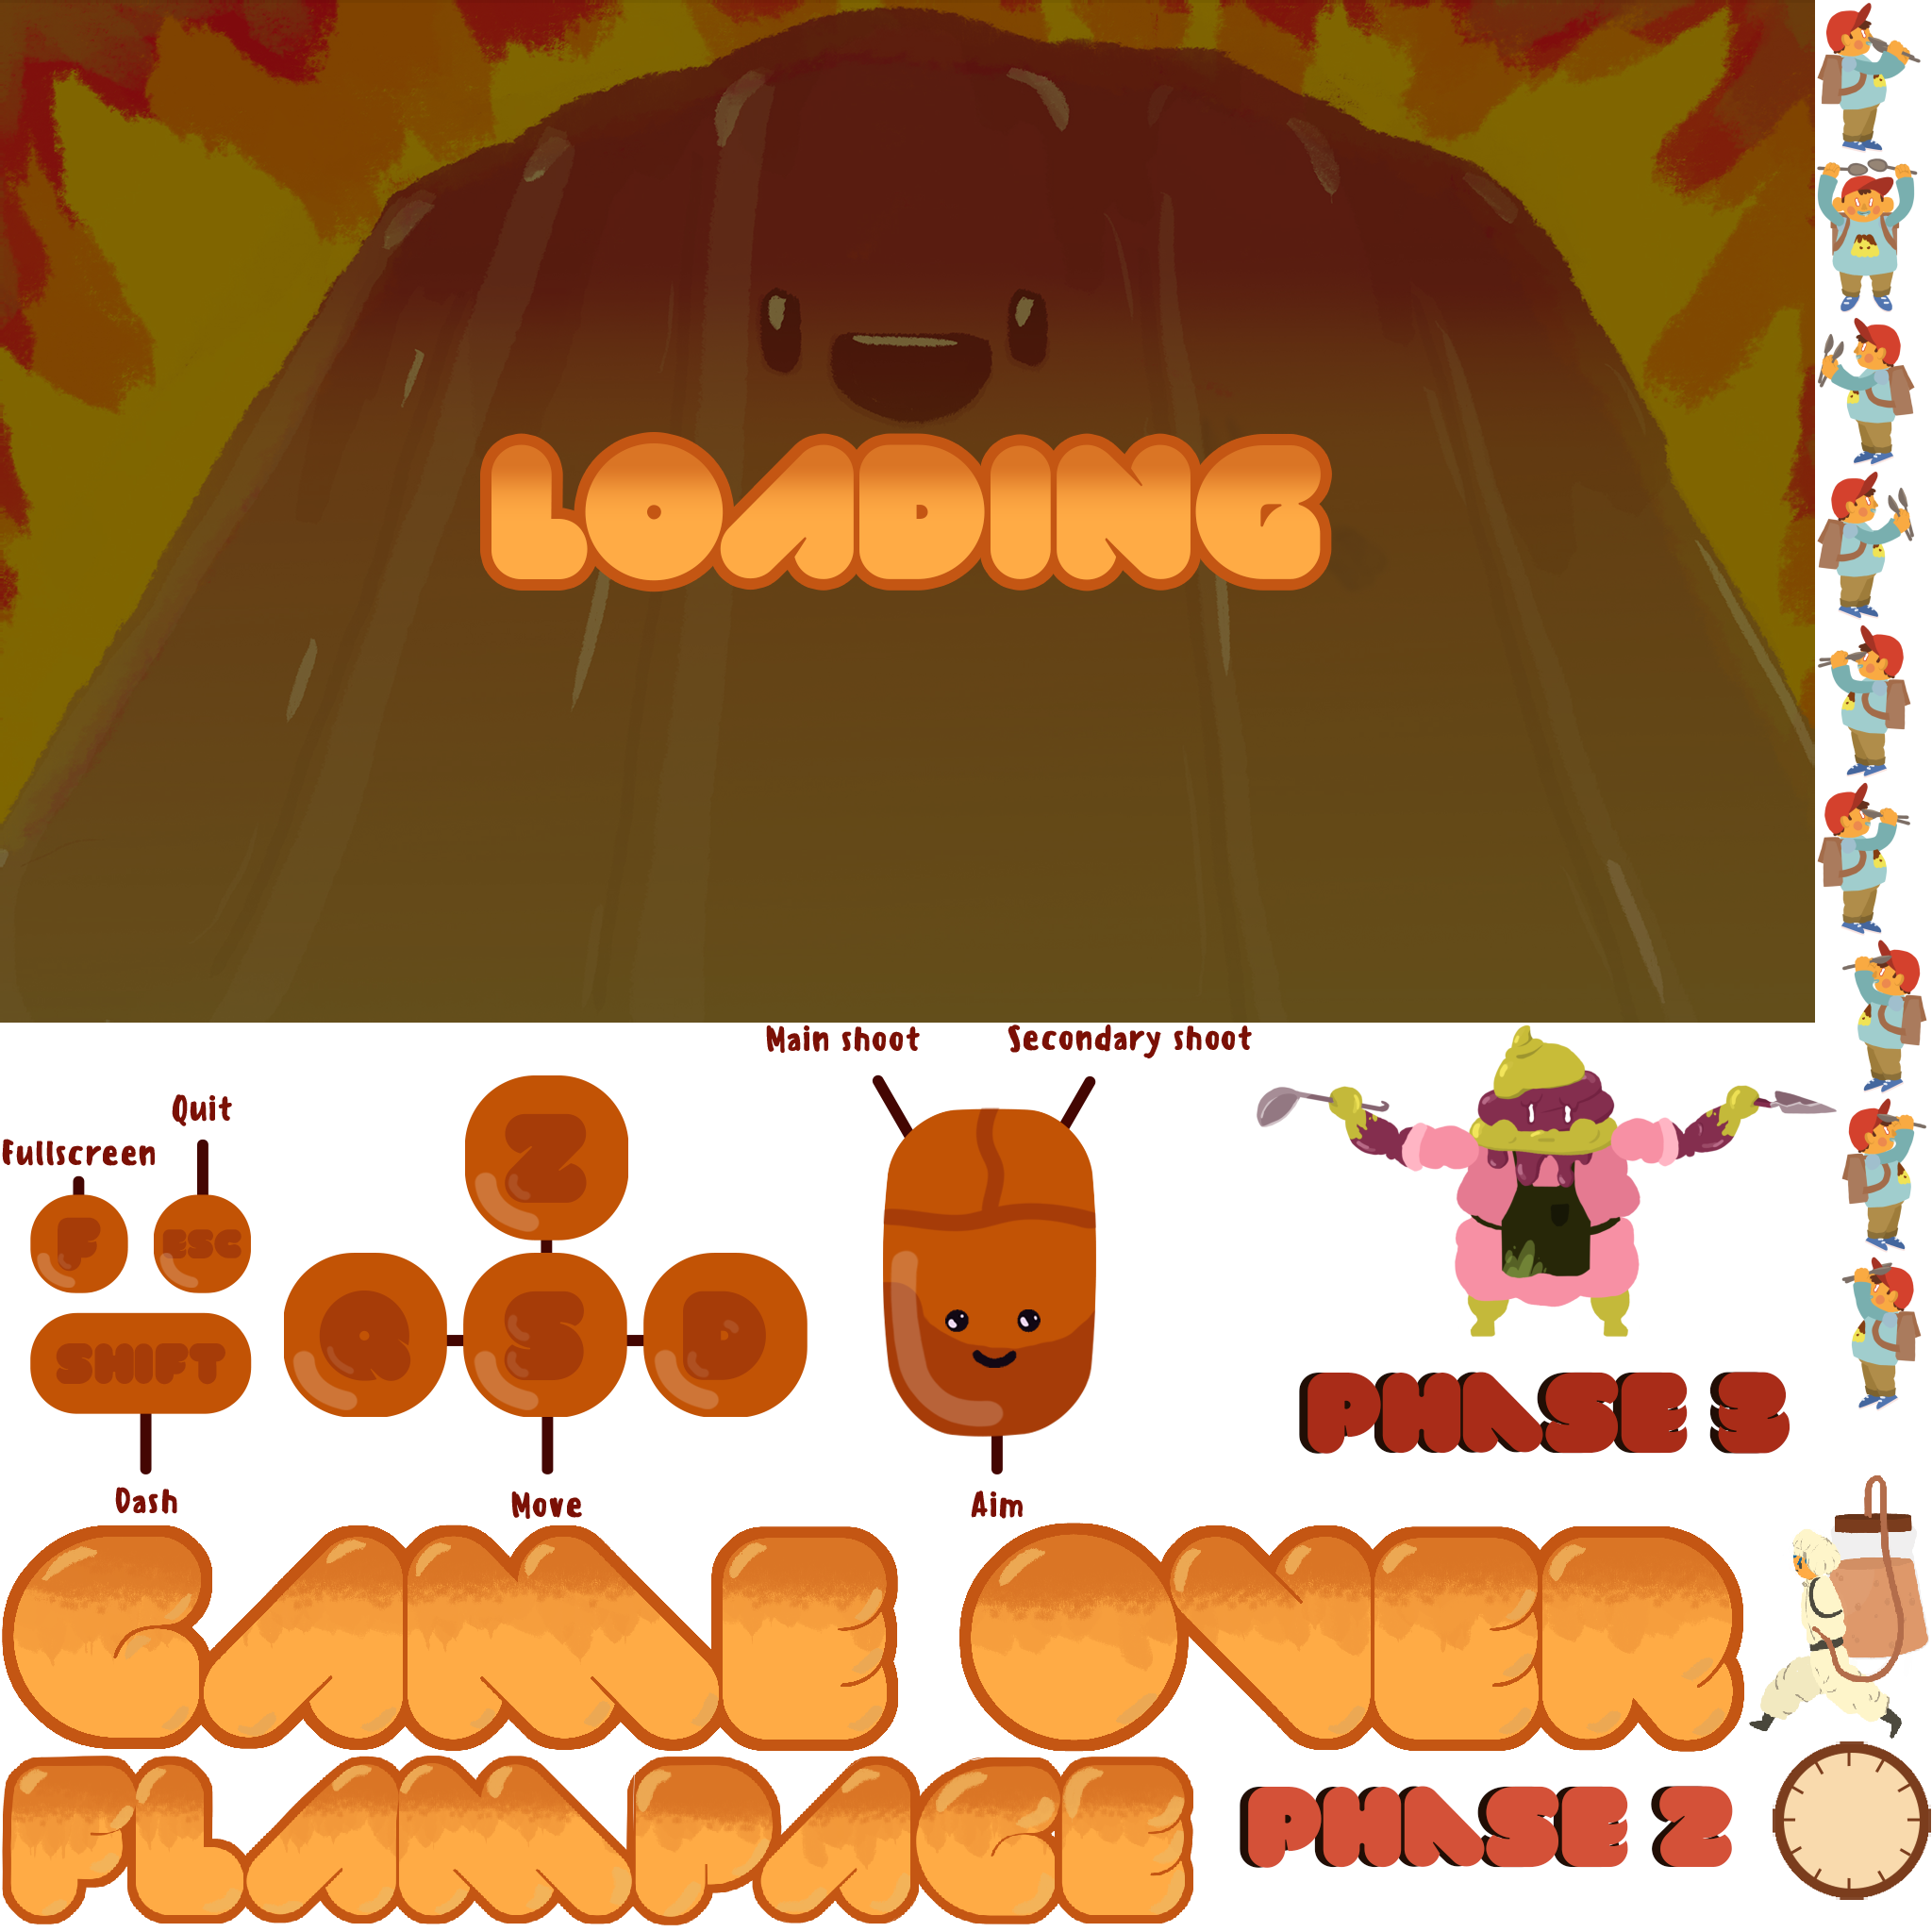 LOADING
Main shoot
Secondary shoot
Quit
Fullscreen
Z
F
ESC
Q
S
D
SHIFT
PHASE 3
Dash
Move
Aim
GAME OVER
FLAMPAGE
PHASE 2